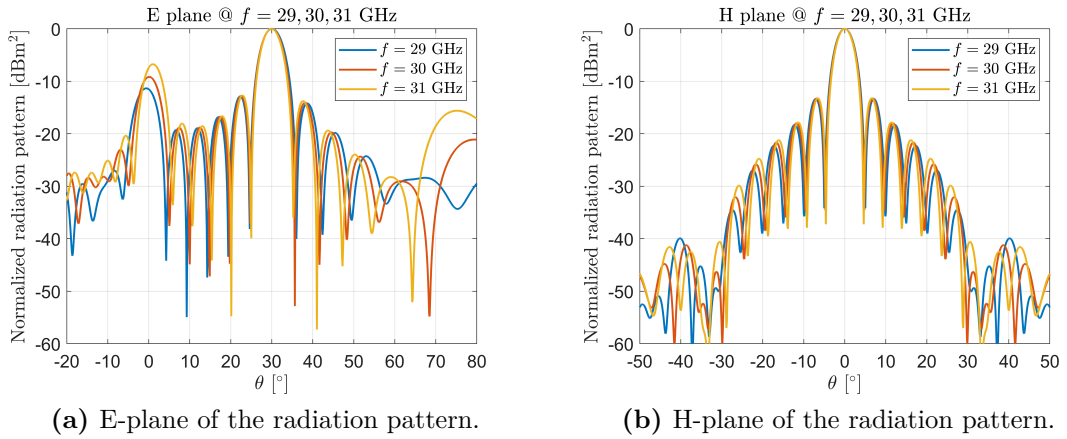 E plane @ f = 29, 30, 31 GHz
Normalized radiation pattern [dBm²]
0
-10
-20
-30
-40
-50
-60
-20 -10 0 10 20 30 40 50 60 70 80
θ [°]
f = 29 GHz
f = 30 GHz
f = 31 GHz
(a) E-plane of the radiation pattern.
H plane @ f = 29, 30, 31 GHz
Normalized radiation pattern [dBm²]
0
-10
-20
-30
-40
-50
-60
-50 -40 -30 -20 -10 0 10 20 30 40 50
θ [°]
f = 29 GHz
f = 30 GHz
f = 31 GHz
(b) H-plane of the radiation pattern.